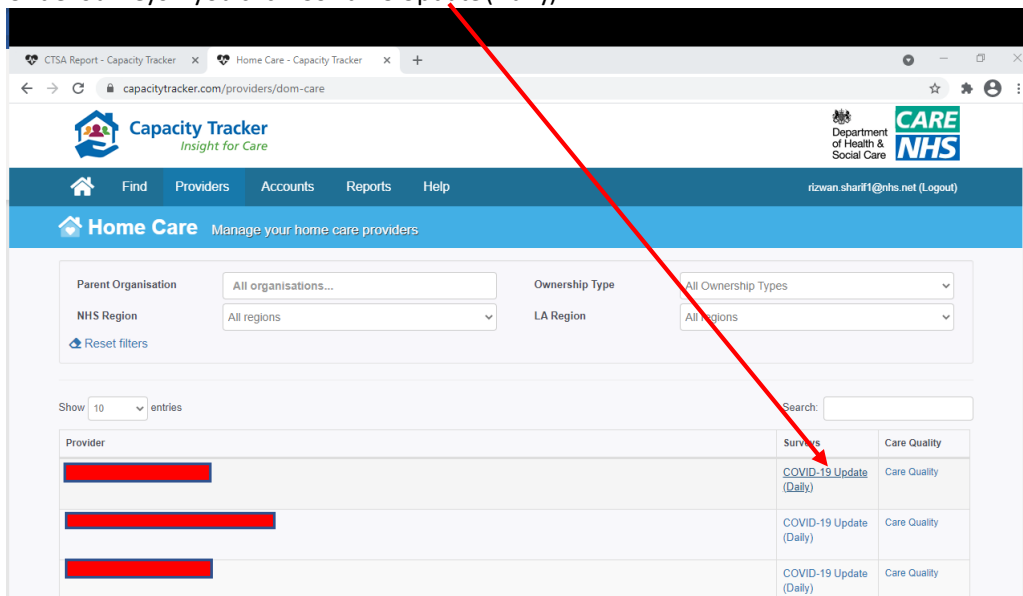 CTSA Report - Capacity Tracker Home Care - Capacity Tracker
capacitytracker.com/providers/dom-care
Capacity Tracker
Insight for Care
Department
of Health &
Social Care
CARE
NHS
Find Providers Accounts Reports Help rizwan.sharif1@nhs.net (Logout)
Home Care Manage your home care providers
Parent Organisation All organisations... Ownership Type All Ownership Types
NHS Region All regions LA Region All regions
Reset filters
Show 10 entries Search:
Provider Surveys Care Quality
COVID-19 Update Care Quality
(Daily)
COVID-19 Update Care Quality
(Daily)
COVID-19 Update Care Quality
(Daily)